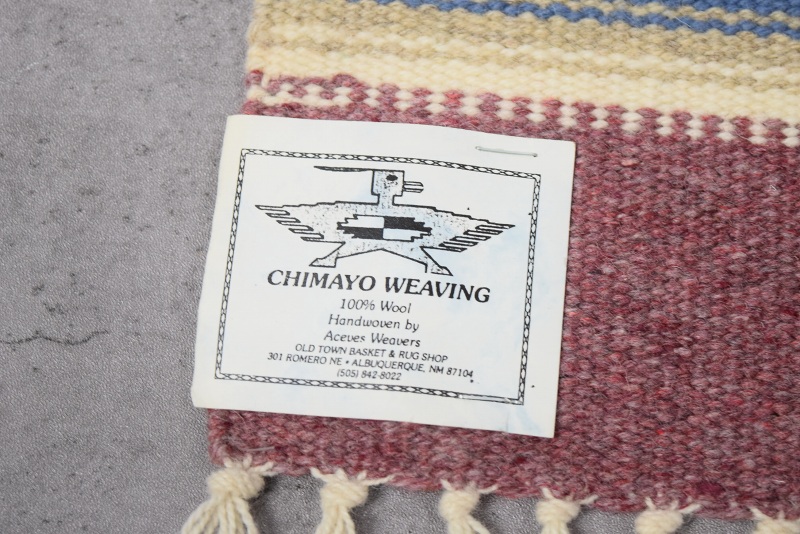 CHIMAYO WEAVING
100% Wool
Handwoven by
Aceves Weavers
OLD TOWN BASKET & RUG SHOP
301 ROMERO NE • ALBUQUERQUE, NM 87104
(505) 842-8022